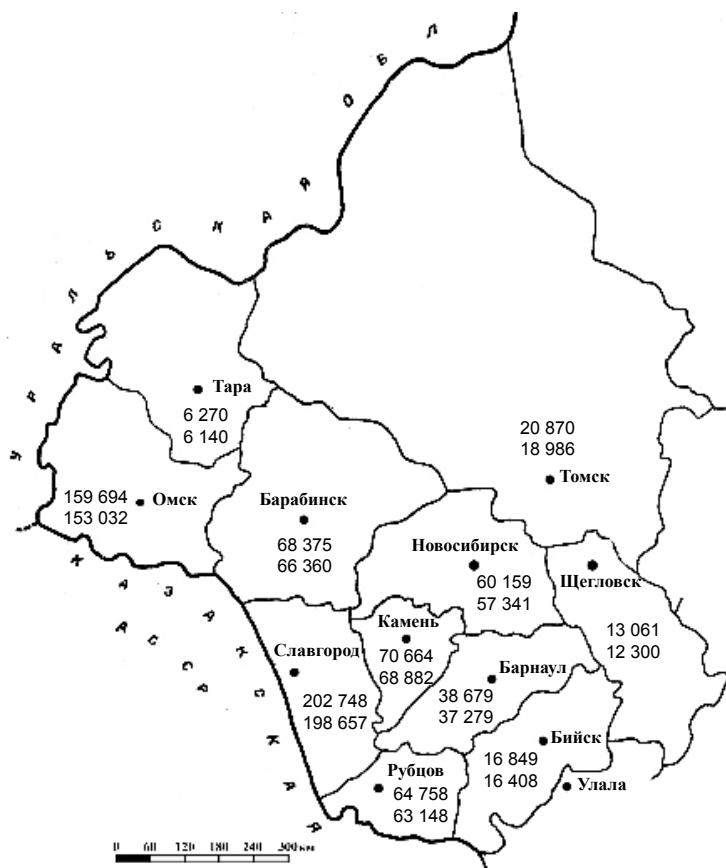 УРАЛЬСКАЯ ОБЛ
Тара
6 270
6 140
20 870
18 986
Томск
159 694
153 032
Омск
Барабинск
68 375
66 360
Новосибирск
60 159
57 341
Щегловск
13 061
12 300
КАЗАКСКАЯ
АССР
Камень
70 664
68 882
Славгород
202 748
198 657
Барнаул
38 679
37 279
Бийск
16 849
16 408
Улала
Рубцов
64 758
63 148
0 60 120 180 240 300 км